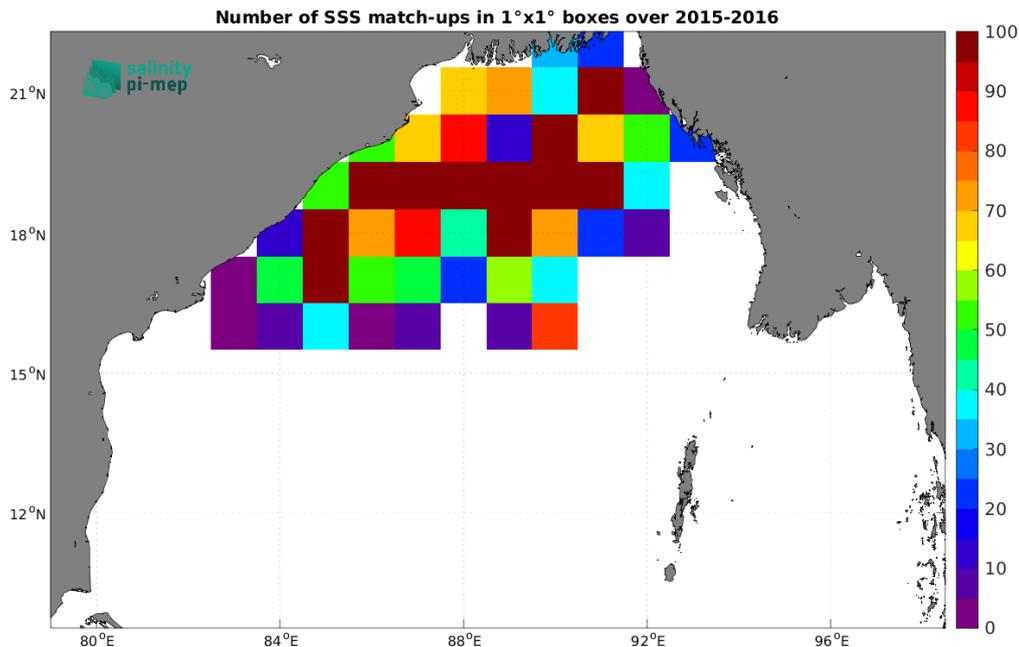 Number of SSS match-ups in 1°x1° boxes over 2015-2016
salinity
pi-mep
21°N
18°N
15°N
12°N
80°E
84°E
88°E
92°E
96°E
100
90
80
70
60
50
40
30
20
10
0